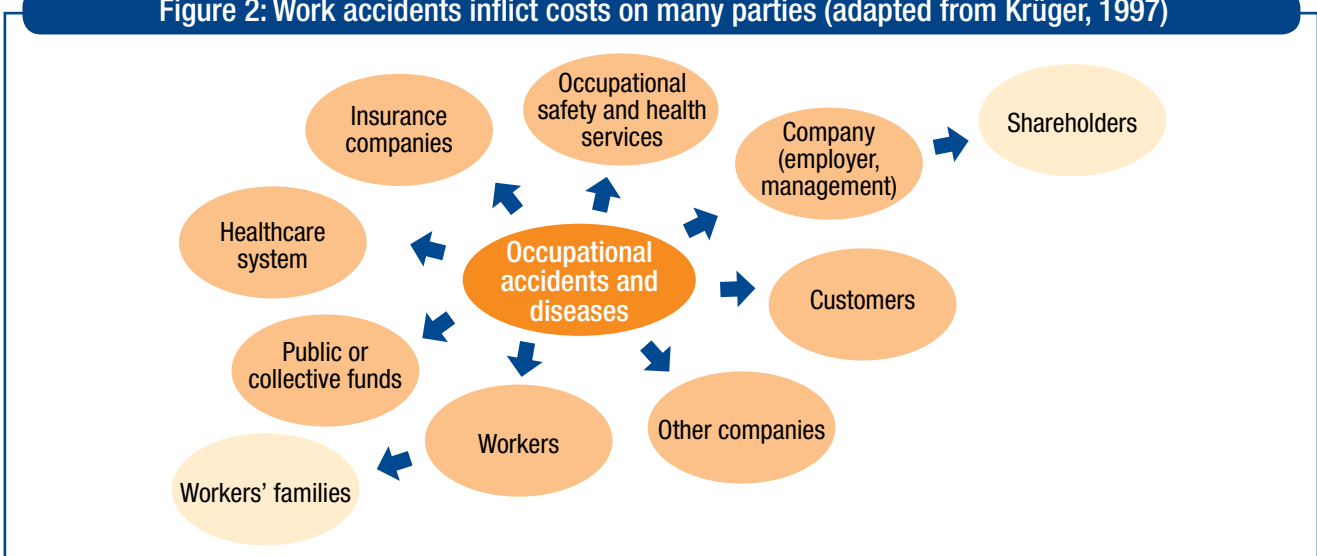 Figure 2: Work accidents inflict costs on many parties (adapted from Krüger, 1997)
Occupational
safety and health
services
Insurance
companies
Company
(employer,
management)
Shareholders
Healthcare
system
Occupational
accidents and
diseases
Customers
Public or
collective funds
Workers
Other companies
Workers’ families